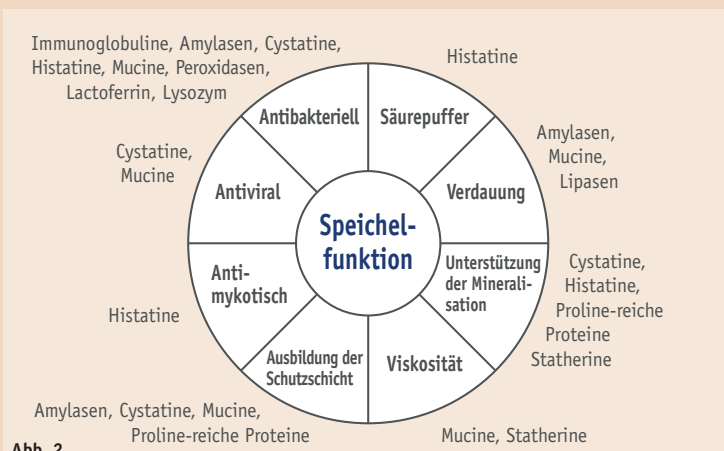 Immunoglobuline, Amylasen, Cystatine,
Histatine, Mucine, Peroxidasen,
Lactoferrin, Lysozym
Histatine
Antibakteriell
Säurepuffer
Cystatine,
Mucine
Amylasen,
Mucine,
Lipasen
Antiviral
Verdauung
Speichel-
funktion
Anti-
mykotisch
Unterstützung
der Minerali-
sation
Cystatine,
Histatine,
Proline-reiche
Proteine
Statherine
Histatine
Ausbildung der
Schutzschicht
Viskosität
Amylasen, Cystatine, Mucine,
Proline-reiche Proteine
Mucine, Statherine
Abb. 2